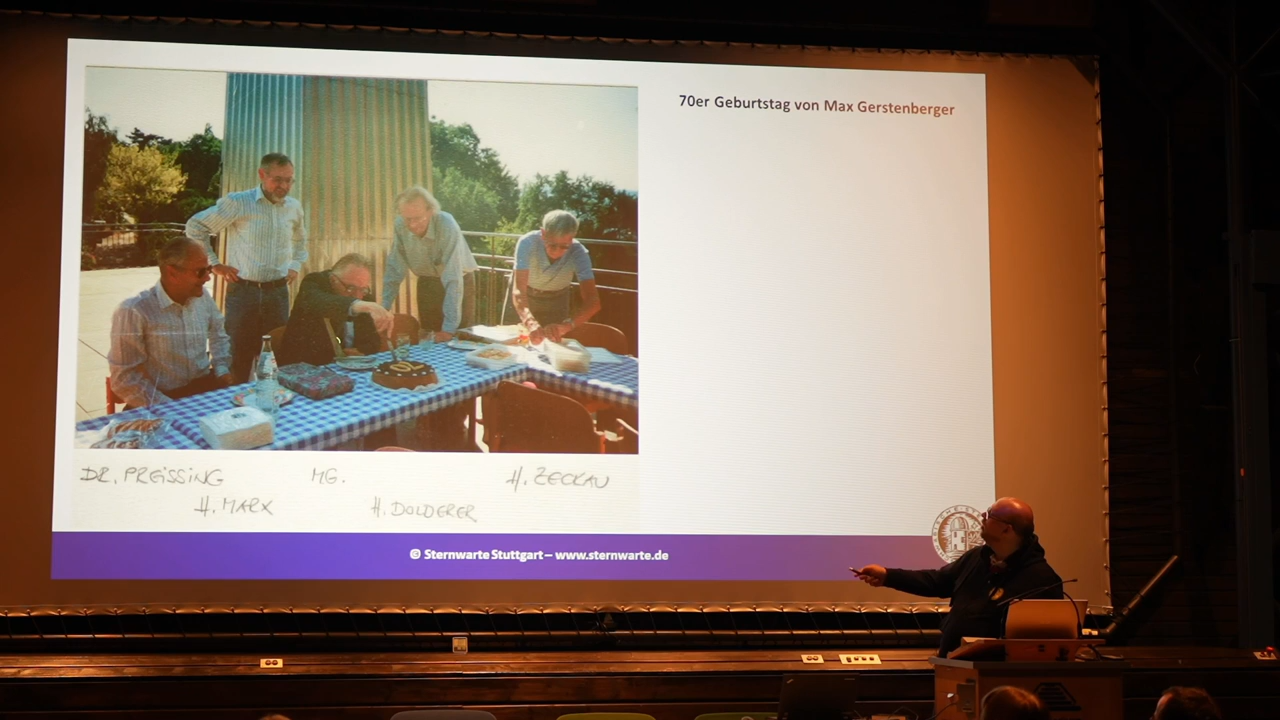 70er Geburtstag von Max Gerstenberger
DR. PREISSING MG. H. ZECKAU
H. MARX H. DOLDERER
© Sternwarte Stuttgart – www.sternwarte.de